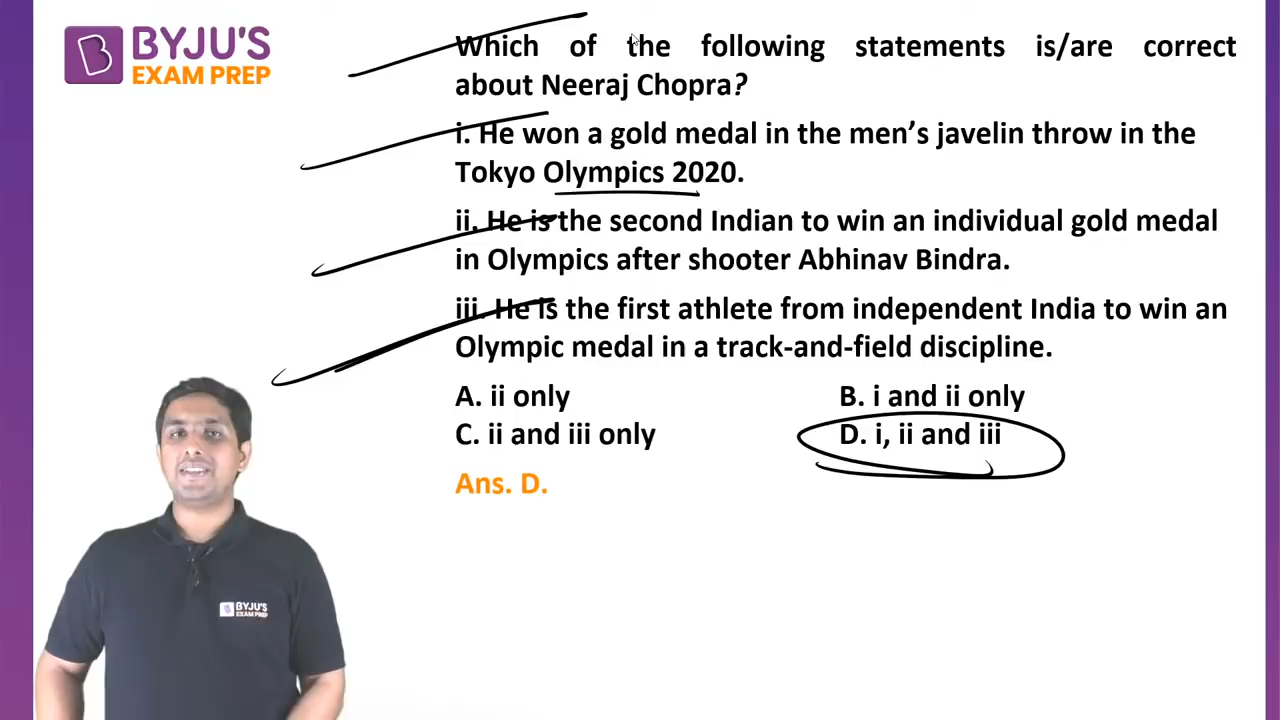 BYJU'S
EXAM PREP
Which of the following statements is/are correct
about Neeraj Chopra?
i. He won a gold medal in the men’s javelin throw in the
Tokyo Olympics 2020.
ii. He is the second Indian to win an individual gold medal
in Olympics after shooter Abhinav Bindra.
iii. He is the first athlete from independent India to win an
Olympic medal in a track-and-field discipline.
A. ii only B. i and ii only
C. ii and iii only D. i, ii and iii
Ans. D.
BYJU'S
EXAM PREP